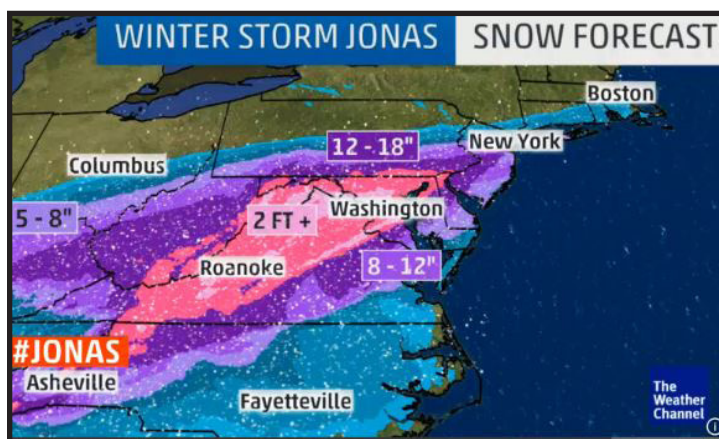 WINTER STORM JONAS
SNOW FORECAST
Boston
12 - 18"
New York
Columbus
5 - 8"
2 FT +
Washington
Roanoke
8 - 12"
#JONAS
Asheville
Fayetteville
The
Weather
Channel